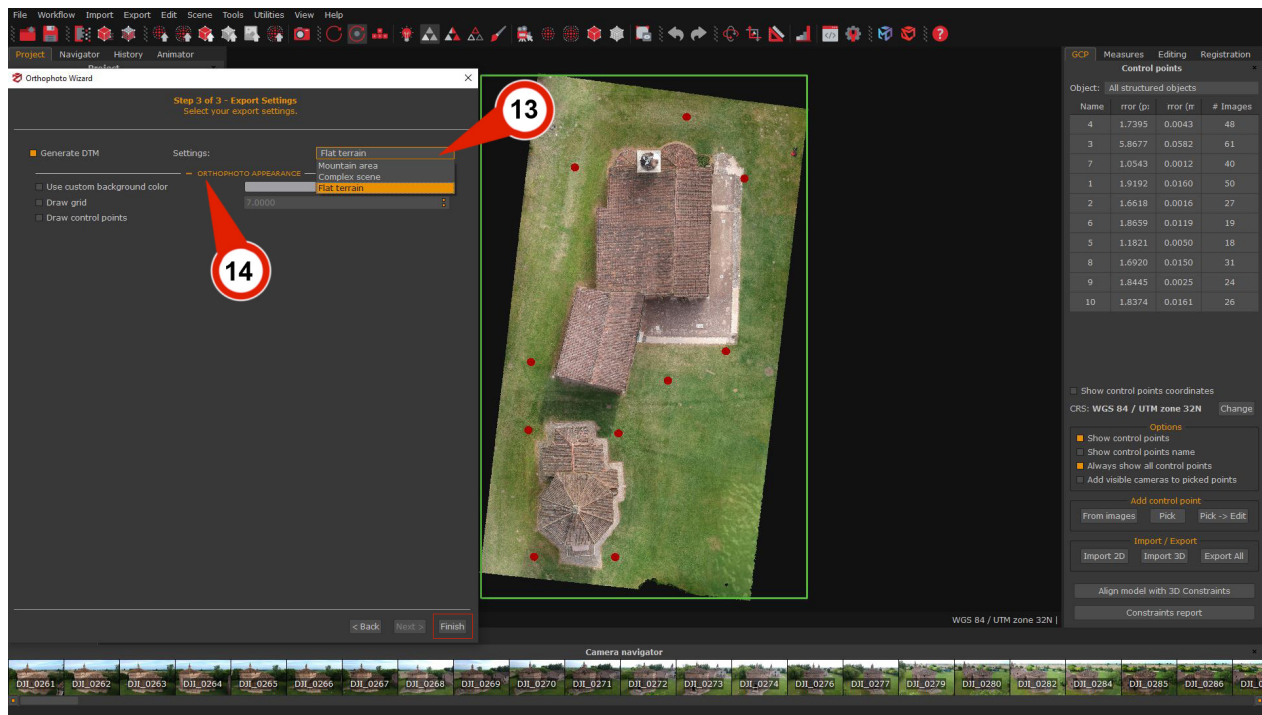 File Workflow Import Export Edit Scene Tools Utilities View Help
Project Navigator History Animator
Project
Orthophoto Wizard
Step 3 of 3 - Export Settings
Select your export settings.
13
Generate DTM Settings: Flat terrain
Mountain area
Complex scene
Flat terrain
ORTHOPHOTO APPEARANCE
Use custom background color
Draw grid 7.0000
Draw control points
14
< Back Next > Finish
WGS 84 / UTM zone 32N
GCP Measures Editing Registration
Control points
Object: All structured objects
Name rror (p: rror (m # Images
4 1.7395 0.0043 48
3 5.8677 0.0582 61
7 1.0543 0.0012 40
1 1.9192 0.0160 50
2 1.6618 0.0016 27
6 1.8659 0.0119 19
5 1.1821 0.0050 18
8 1.6920 0.0150 31
9 1.8445 0.0025 24
10 1.8374 0.0161 26
Show control points coordinates
CRS: WGS 84 / UTM zone 32N Change
Options
Show control points
Show control points name
Always show all control points
Add visible cameras to picked points
Add control point
From images Pick Pick -> Edit
Import / Export
Import 2D Import 3D Export All
Align model with 3D Constraints
Constraints report
Camera navigator
DJI_0261 DJI_0262 DJI_0263 DJI_0264 DJI_0265 DJI_0266 DJI_0267 DJI_0268 DJI_0269 DJI_0270 DJI_0271 DJI_0272 DJI_0273 DJI_0274 DJI_0276 DJI_0277 DJI_0279 DJI_0280 DJI_0282 DJI_0284 DJI_0285 DJI_0286